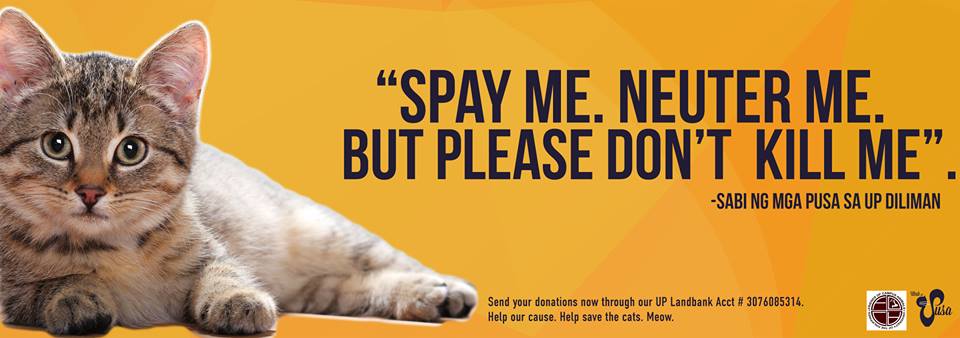 “SPAY ME. NEUTER ME.
BUT PLEASE DON’T KILL ME”.
-SABI NG MGA PUSA SA UP DILIMAN
Send your donations now through our UP Landbank Acct # 3076085314.
Help our cause. Help save the cats. Meow.
Pusa